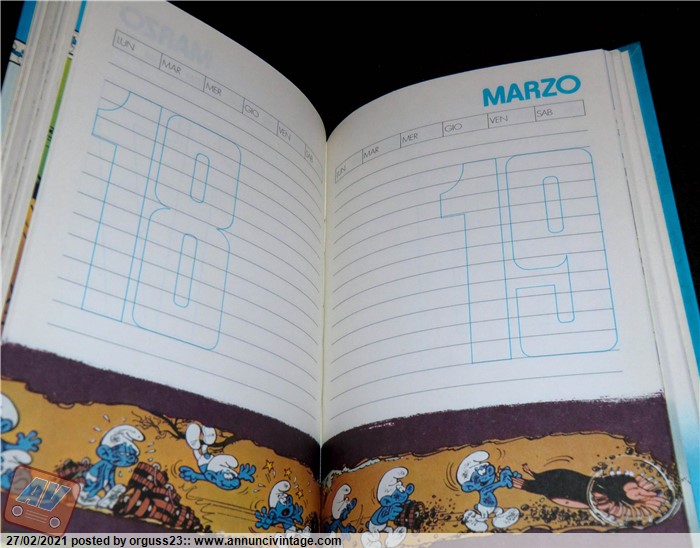 LUN MAR MER GIO VEN SAB
18
MARZO
LUN MAR MER GIO VEN SAB
19
AV
27/02/2021 posted by orguss23:: www.annuncivintage.com